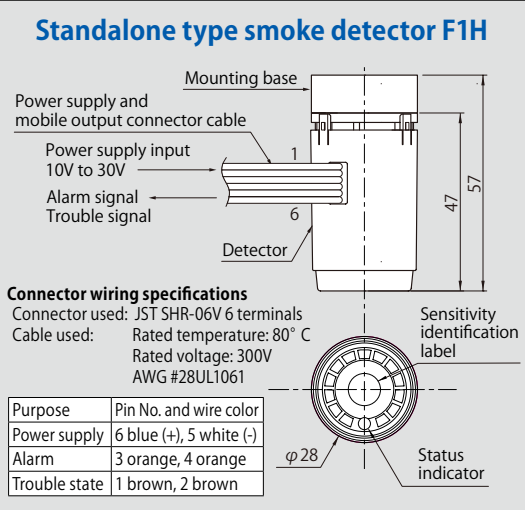 Standalone type smoke detector F1H
Mounting base
Power supply and
mobile output connector cable
Power supply input
10V to 30V
1
Alarm signal
Trouble signal
6
47
57
Detector
Connector wiring specifications
Connector used: JST SHR-06V 6 terminals
Cable used: Rated temperature: 80° C
Rated voltage: 300V
AWG #28UL1061
Sensitivity
identification
label
Purpose Pin No. and wire color
Power supply 6 blue (+), 5 white (-)
Alarm 3 orange, 4 orange
Trouble state 1 brown, 2 brown
φ28
Status
indicator